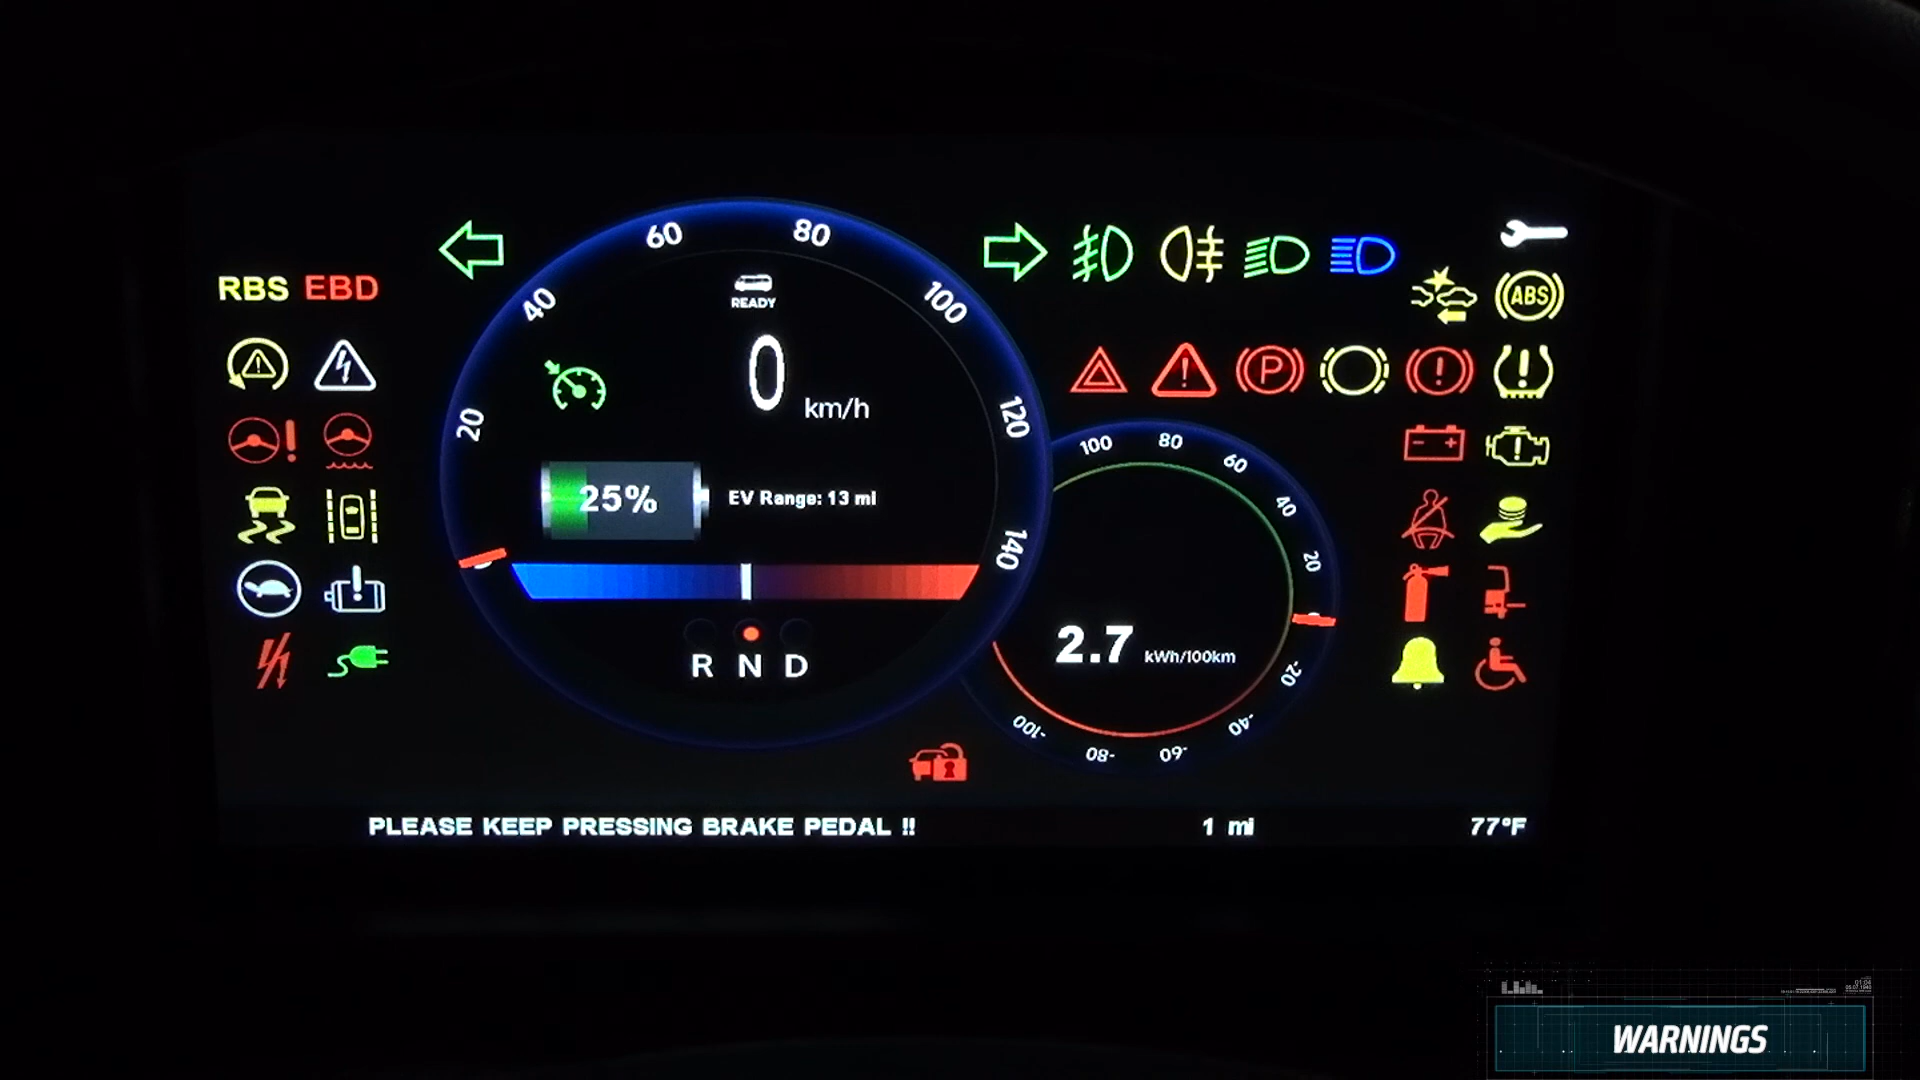 60 80
40 100
20 120
140
RBS EBD
READY
0 km/h
ABS
P
25%
EV Range: 13 mi
R N D
100 80 60 40 20
-20 -40 -60 -80 -100
2.7 kWh/100km
PLEASE KEEP PRESSING BRAKE PEDAL !!
1 mi
77°F
WARNINGS